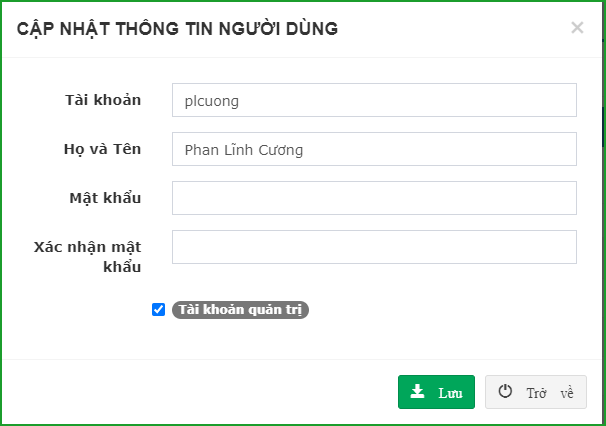 CẬP NHẬT THÔNG TIN NGƯỜI DÙNG ×
Tài khoản plcuong
Họ và Tên Phan Lĩnh Cương
Mật khẩu
Xác nhận mật
khẩu
Tài khoản quản trị
Lưu Trở về